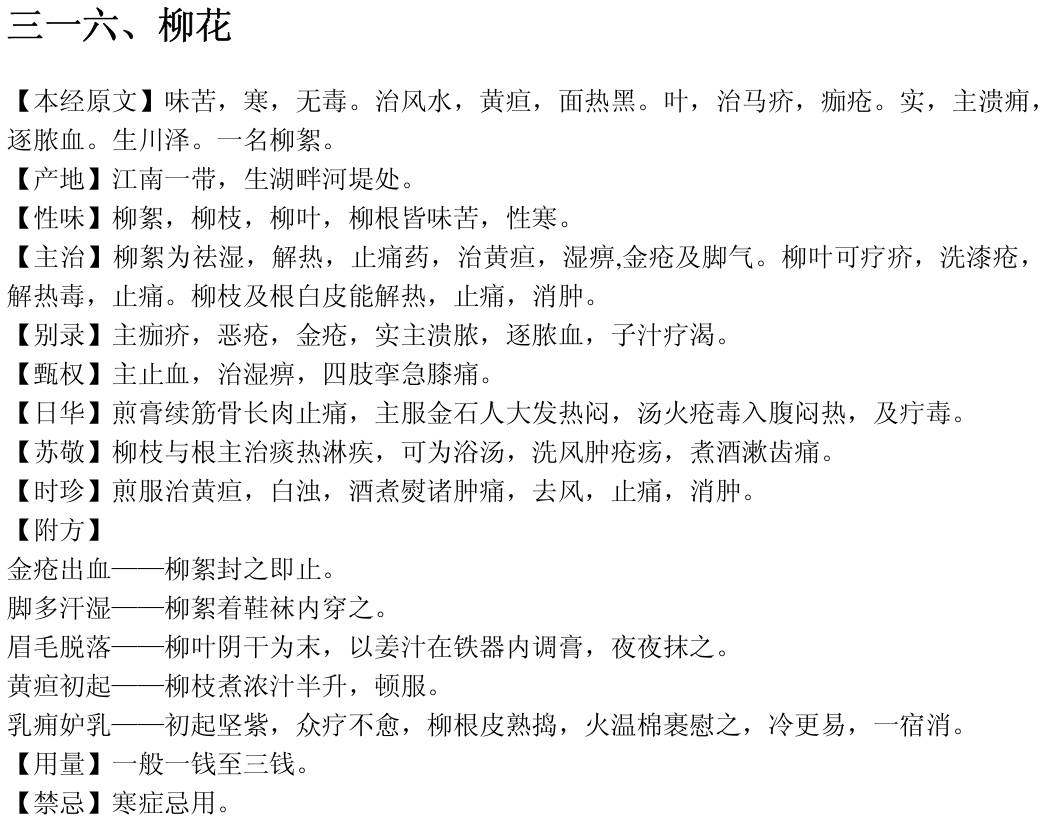 三一六、柳花
【本经原文】味苦，寒，无毒。治风水，黄疸，面热黑。叶，治马疥，痂疮。实，主溃痈，
逐脓血。生川泽。一名柳絮。
【产地】江南一带，生湖畔河堤处。
【性味】柳絮，柳枝，柳叶，柳根皆味苦，性寒。
【主治】柳絮为祛湿，解热，止痛药，治黄疸，湿痹,金疮及脚气。柳叶可疗疥，洗漆疮，
解热毒，止痛。柳枝及根白皮能解热，止痛，消肿。
【别录】主痂疥，恶疮，金疮，实主溃脓，逐脓血，子汁疗渴。
【甄权】主止血，治湿痹，四肢挛急膝痛。
【日华】煎膏续筋骨长肉止痛，主服金石人大发热闷，汤火疮毒入腹闷热，及疔毒。
【苏敬】柳枝与根主治痰热淋疾，可为浴汤，洗风肿疮疡，煮酒漱齿痛。
【时珍】煎服治黄疸，白浊，酒煮熨诸肿痛，去风，止痛，消肿。
【附方】
金疮出血——柳絮封之即止。
脚多汗湿——柳絮着鞋袜内穿之。
眉毛脱落——柳叶阴干为末，以姜汁在铁器内调膏，夜夜抹之。
黄疸初起——柳枝煮浓汁半升，顿服。
乳痈妒乳——初起坚紫，众疗不愈，柳根皮熟捣，火温棉裹慰之，冷更易，一宿消。
【用量】一般一钱至三钱。
【禁忌】寒症忌用。